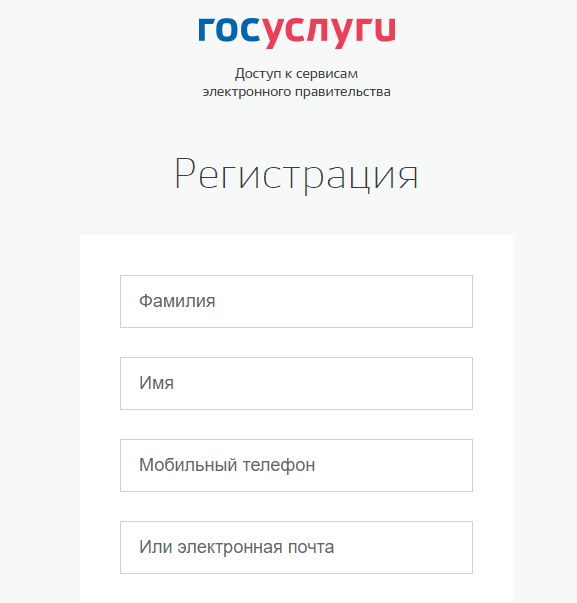 госуслуги
Доступ к сервисам
электронного правительства
Регистрация
Фамилия
Имя
Мобильный телефон
Или электронная почта